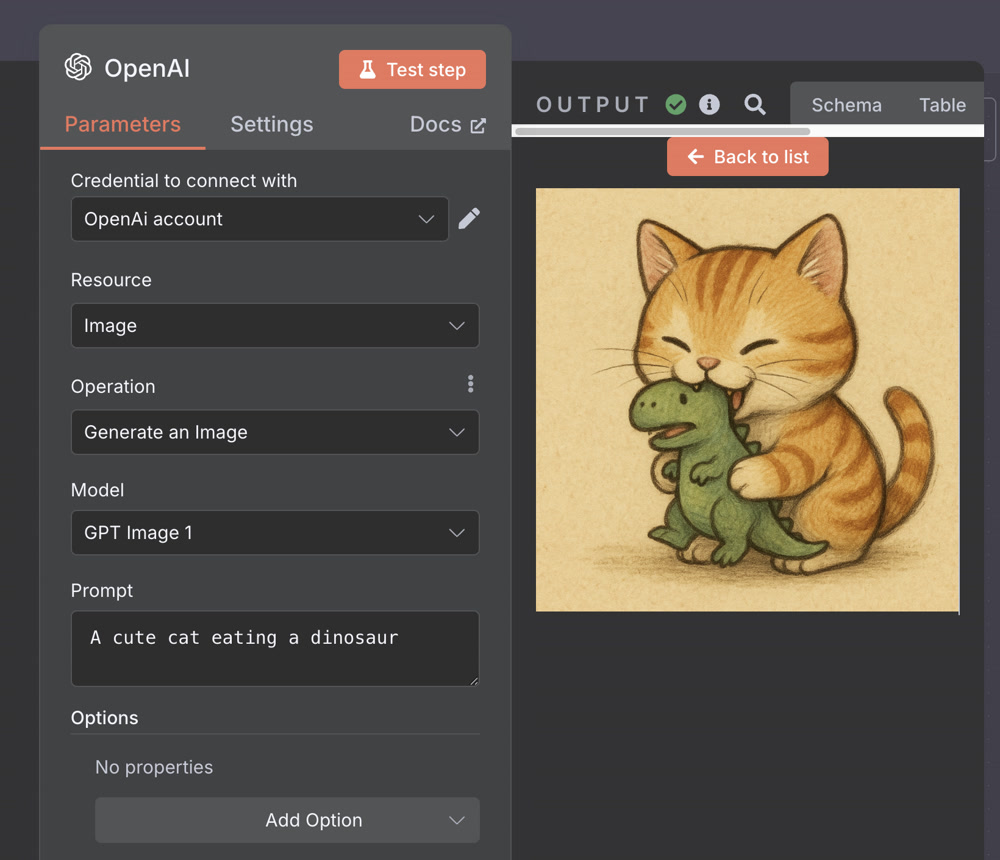 OpenAI
Test step
Parameters
Settings
Docs
Credential to connect with
OpenAi account
Resource
Image
Operation
Generate an Image
Model
GPT Image 1
Prompt
A cute cat eating a dinosaur
Options
No properties
Add Option
OUTPUT
Schema
Table
Back to list